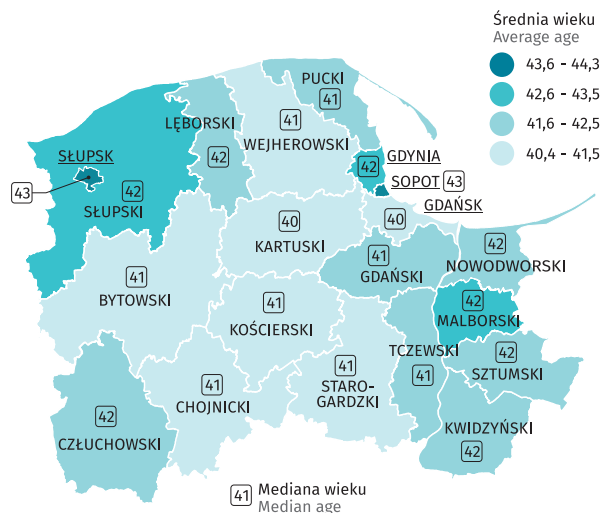 Średnia wieku
Average age
43,6 - 44,3
42,6 - 43,5
41,6 - 42,5
40,4 - 41,5
PUCKI
41
LĘBORSKI
42
41
WEJHEROWSKI
SŁUPSK
43
42
SŁUPSKI
42
GDYNIA
SOPOT 43
GDAŃSK
40
40
KARTUSKI
41
GDAŃSKI
42
NOWODWORSKI
41
BYTOWSKI
41
KOŚCIERSKI
42
MALBORSKI
TCZEWSKI
41
42
SZTUMSKI
41
STARO-
GARDZKI
41
CHOJNICKI
42
CZŁUCHOWSKI
KWIDZYŃSKI
42
41 Mediana wieku
Median age